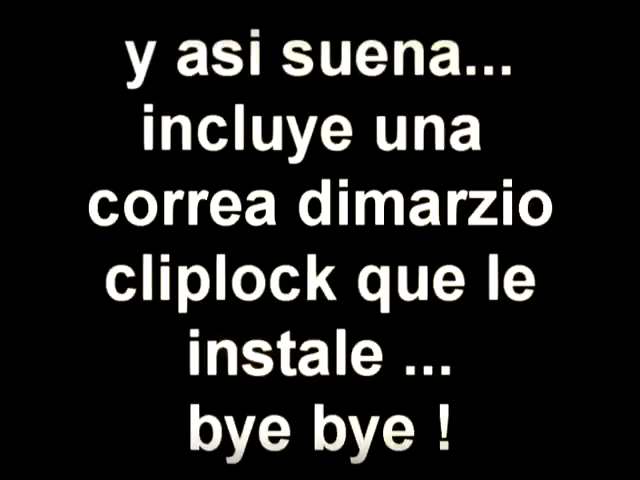 y asi suena...
incluye una
correa dimarzio
cliplock que le
instale ...
bye bye !